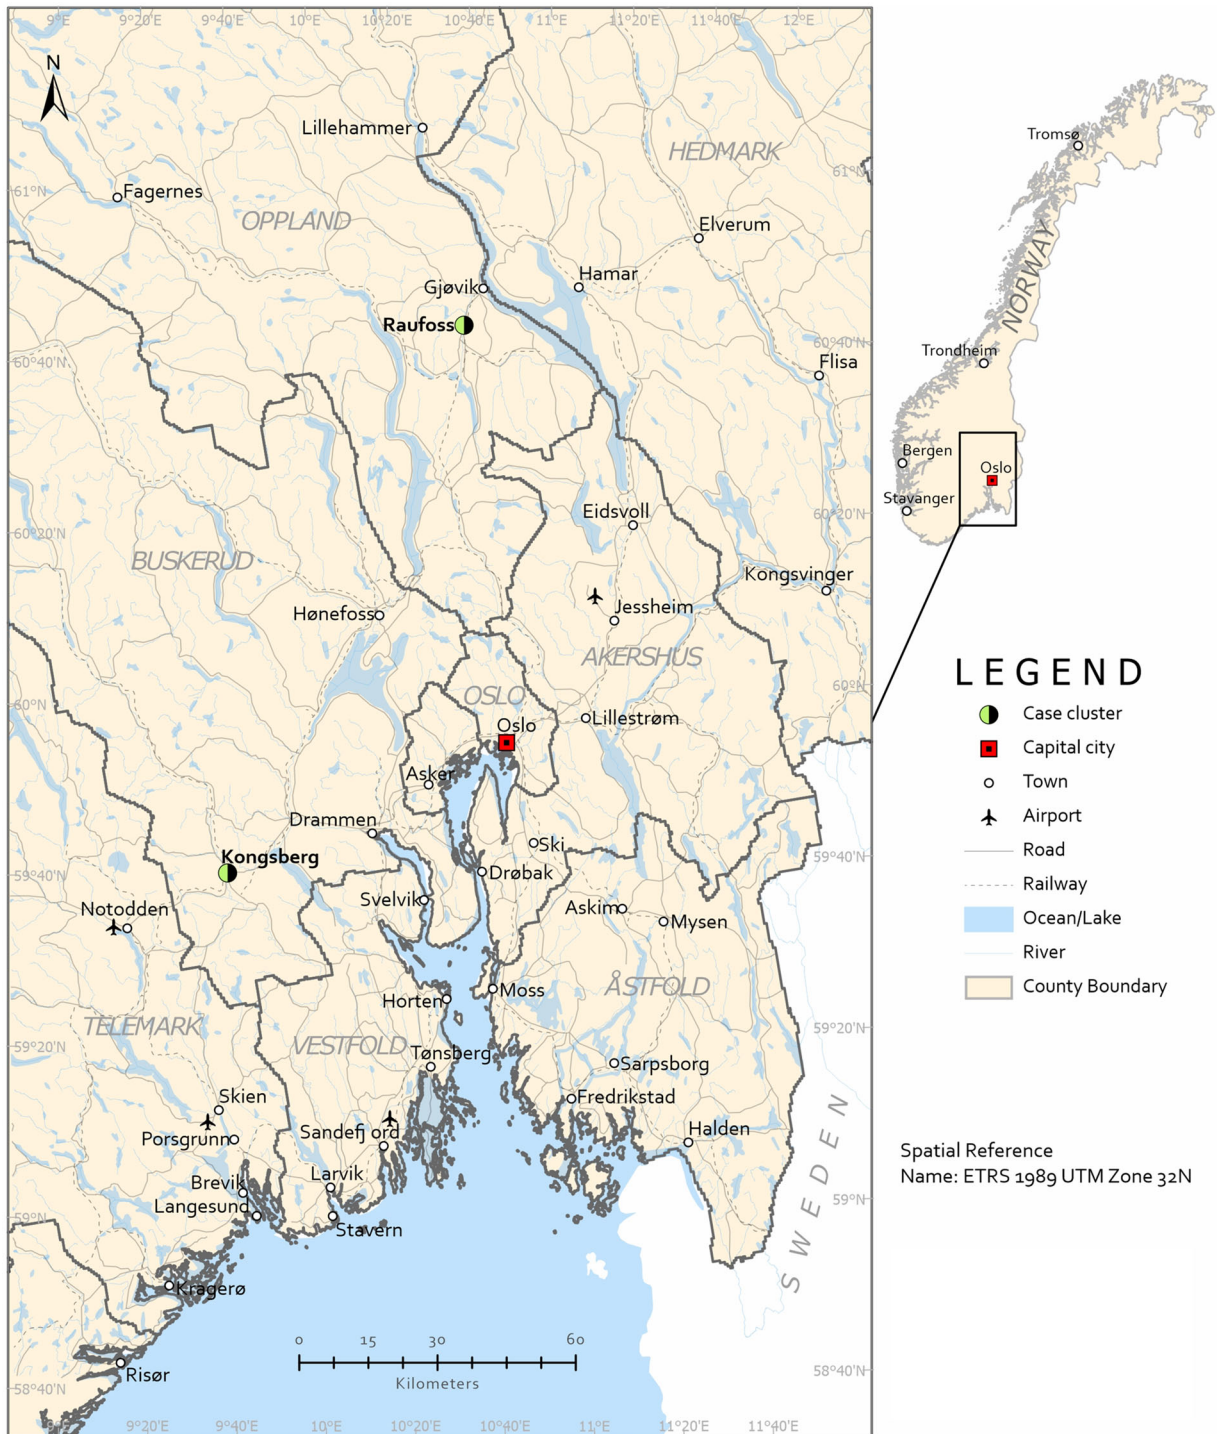 9°E 9°20'E 9°40'E 10°E 10°20'E 10°40'E 11°E 11°20'E 11°40'E 12°E
N
Lillehammer
HEDMARK
61°N
61°N
Fagernes
OPPLAND
Elverum
Gjøvik
Hamar
Raufoss
60°40'N
60°40'N
Flisa
Eidsvoll
60°20'N
60°20'N
BUSKERUD
Kongsvinger
Hønefoss
Jessheim
AKERSHUS
60°N
60°N
OSLO
Oslo
Lillestrøm
Asker
Drammen
Ski
Kongsberg
59°40'N
59°40'N
Drøbak
Svelvik
Notodden
Askim
Mysen
Horten
Moss
ÅSTFOLD
TELEMARK
VESTFOLD
59°20'N
59°20'N
Tønsberg
Sarpsborg
Skien
Fredrikstad
Porsgrunn
Sandefj ord
Halden
Brevik
Larvik
Langesund
59°N
59°N
Stavern
SWEDEN
Kragerø
0 15 30 60
Kilometers
Risør
58°40'N
58°40'N
9°E 9°20'E 9°40'E 10°E 10°20'E 10°40'E 11°E 11°20'E 11°40'E
Tromsø
NORWAY
Trondheim
Bergen
Oslo
Stavanger
LEGEND
Case cluster
Capital city
Town
Airport
Road
Railway
Ocean/Lake
River
County Boundary
Spatial Reference
Name: ETRS 1989 UTM Zone 32N